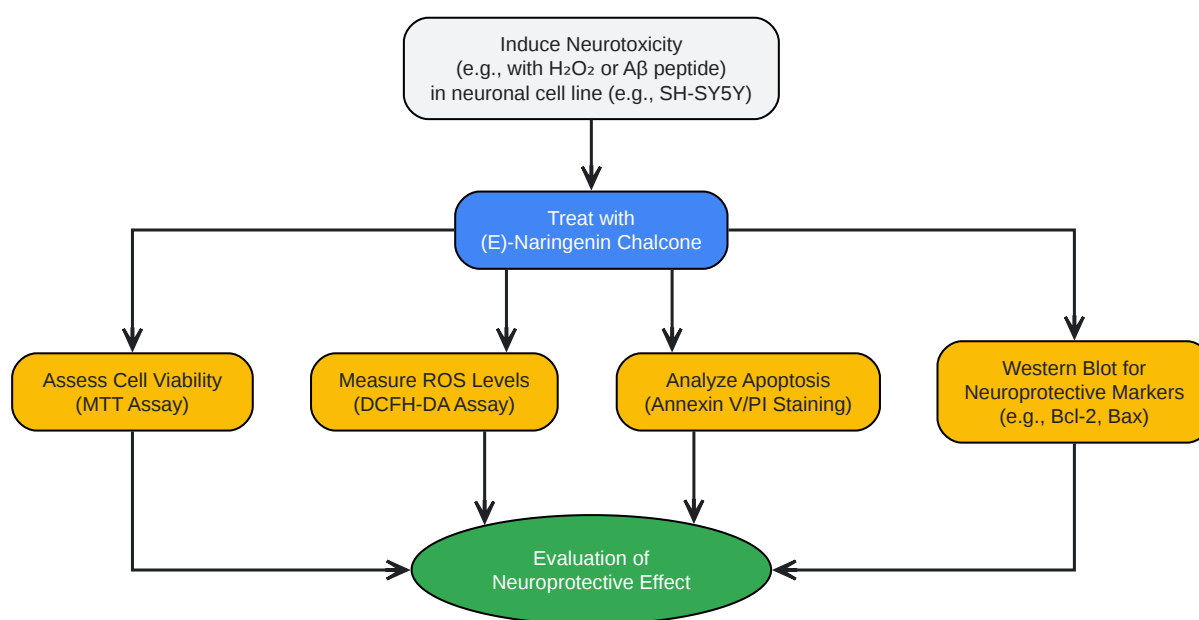 Induce Neurotoxicity
(e.g., with H₂O₂ or Aβ peptide)
in neuronal cell line (e.g., SH-SY5Y)
Treat with
(E)-Naringenin Chalcone
Assess Cell Viability
(MTT Assay)
Measure ROS Levels
(DCFH-DA Assay)
Analyze Apoptosis
(Annexin V/PI Staining)
Western Blot for
Neuroprotective Markers
(e.g., Bcl-2, Bax)
Evaluation of
Neuroprotective Effect